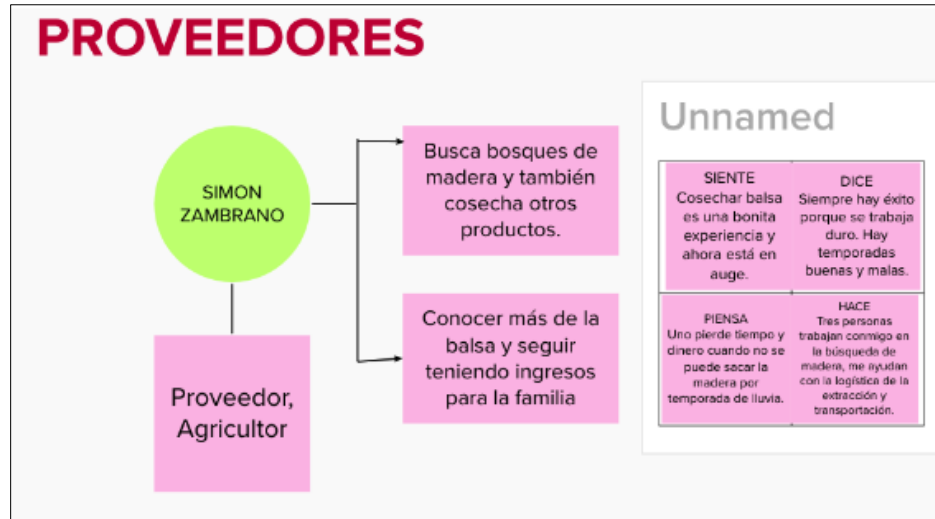 PROVEEDORES
SIMON
ZAMBRANO
Proveedor,
Agricultor
Busca bosques de
madera y también
cosecha otros
productos.
Conocer más de la
balsa y seguir
teniendo ingresos
para la familia
Unnamed
SIENTE
Cosechar balsa
es una bonita
experiencia y
ahora está en
auge.
DICE
Siempre hay éxito
porque se trabaja
duro. Hay
temporadas
buenas y malas.
PIENSA
Uno pierde tiempo y
dinero cuando no se
puede sacar la
madera por
temporada de lluvia.
HACE
Tres personas
trabajan conmigo en
la búsqueda de
madera, me ayudan
con la logística de la
extracción y
transportación.